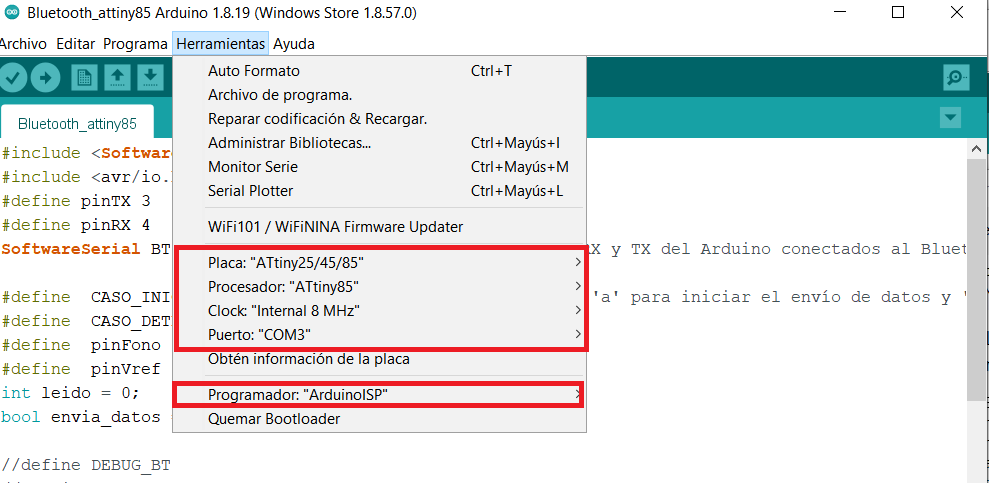 Bluetooth_attiny85 Arduino 1.8.19 (Windows Store 1.8.57.0)
Archivo Editar Programa Herramientas Ayuda
Auto Formato Ctrl+T
Archivo de programa.
Reparar codificación & Recargar.
Administrar Bibliotecas... Ctrl+Mayús+I
Monitor Serie Ctrl+Mayús+M
Serial Plotter Ctrl+Mayús+L
WiFi101 / WiFiNINA Firmware Updater
Placa: "ATtiny25/45/85"
Procesador: "ATtiny85"
Clock: "Internal 8 MHz"
Puerto: "COM3"
Obtén información de la placa
Programador: "ArduinoISP"
Quemar Bootloader
Bluetooth_attiny85
#include <Softwar
#include <avr/io.
#define pinTX 3
#define pinRX 4
SoftwareSerial BT RX y TX del Arduino conectados al Bluet
#define CASO_INI 'a' para iniciar el envío de datos y '
#define CASO_DET
#define pinFono
#define pinVref
int leido = 0;
bool envia_datos
//define DEBUG_BT